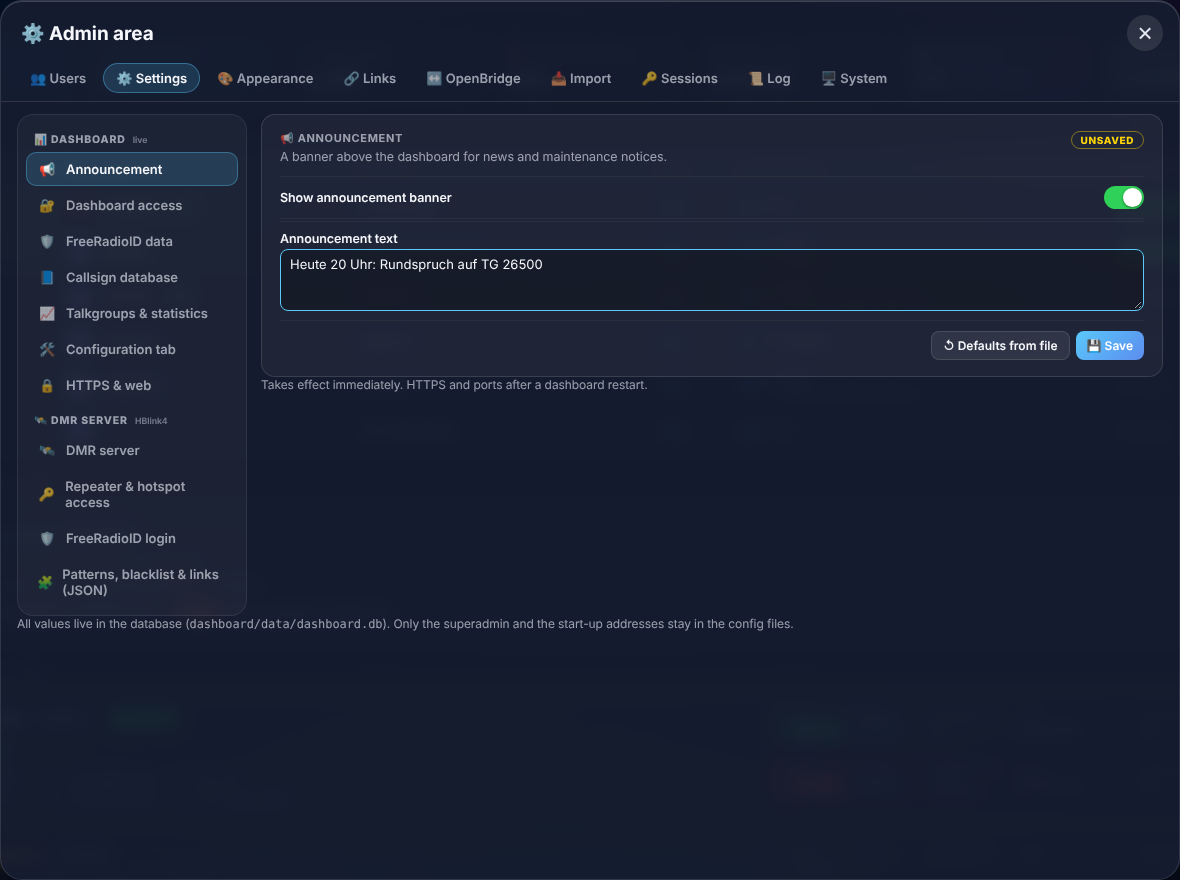 ⚙️ Admin area
✕
👥 Users
⚙️ Settings
🎨 Appearance
🔗 Links
↔️ OpenBridge
📥 Import
🔑 Sessions
📜 Log
🖥️ System
📊 DASHBOARD live
📢 Announcement
🔐 Dashboard access
🛡️ FreeRadioID data
📘 Callsign database
📈 Talkgroups & statistics
🛠️ Configuration tab
🔒 HTTPS & web
🛰️ DMR SERVER HBlink4
🛰️ DMR server
🔑 Repeater & hotspot
access
🛡️ FreeRadioID login
🧩 Patterns, blacklist & links
(JSON)
📢 ANNOUNCEMENT
UNSAVED
A banner above the dashboard for news and maintenance notices.
Show announcement banner
Announcement text
Heute 20 Uhr: Rundspruch auf TG 26500
↺ Defaults from file
💾 Save
Takes effect immediately. HTTPS and ports after a dashboard restart.
All values live in the database (dashboard/data/dashboard.db). Only the superadmin and the start-up addresses stay in the config files.